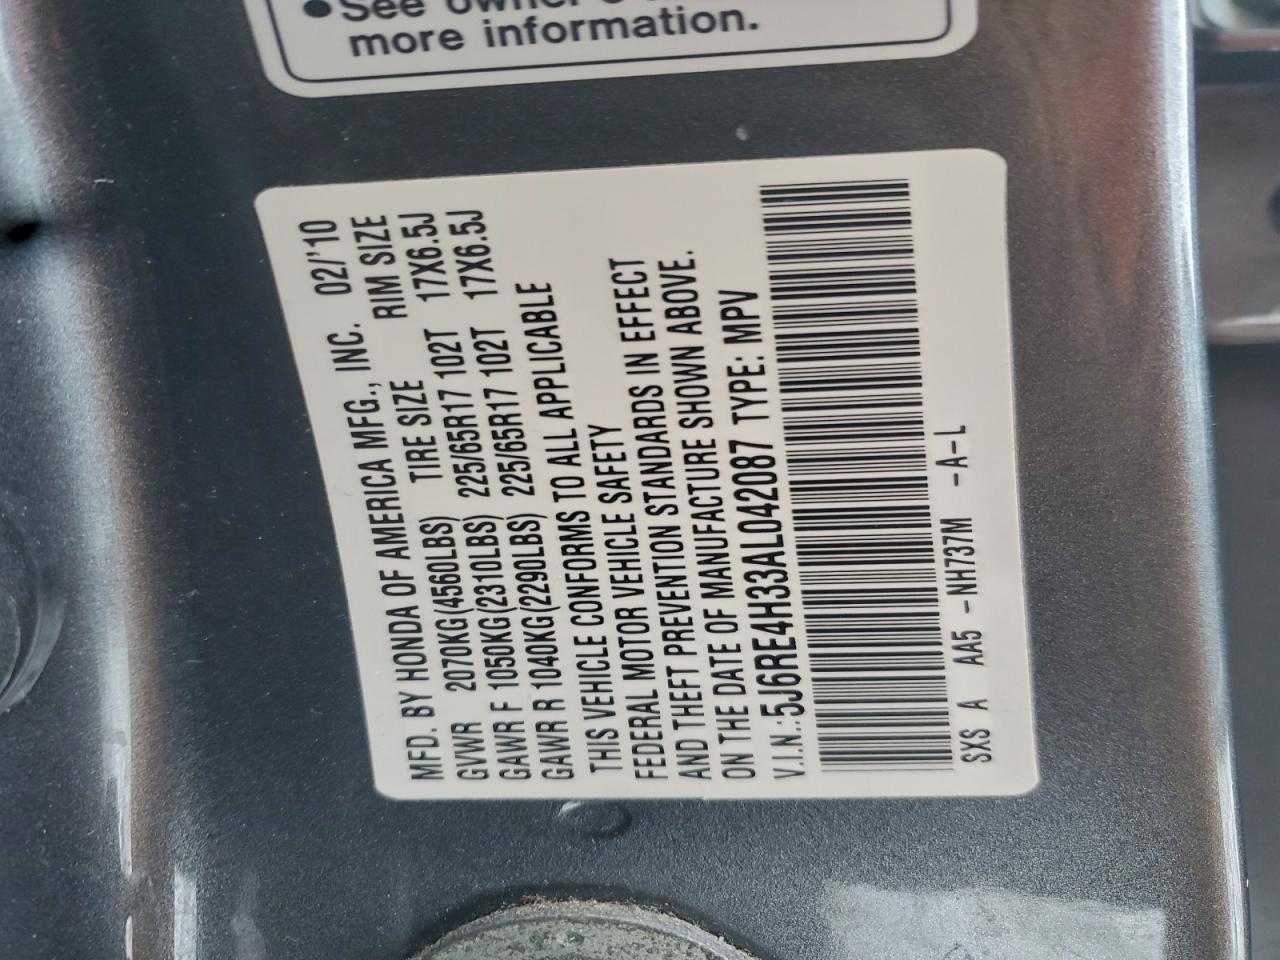 • See owner's
more information.
MFD. BY HONDA OF AMERICA MFG., INC. 02/'10
GVWR 2070KG(4560LBS) TIRE SIZE RIM SIZE
GAWR F 1050KG(2310LBS) 225/65R17 102T 17X6.5J
GAWR R 1040KG(2290LBS) 225/65R17 102T 17X6.5J
THIS VEHICLE CONFORMS TO ALL APPLICABLE
FEDERAL MOTOR VEHICLE SAFETY
AND THEFT PREVENTION STANDARDS IN EFFECT
ON THE DATE OF MANUFACTURE SHOWN ABOVE.
V.I.N.: 5J6RE4H33AL042087 TYPE: MPV
SXS A AA5 -NH737M -A-L